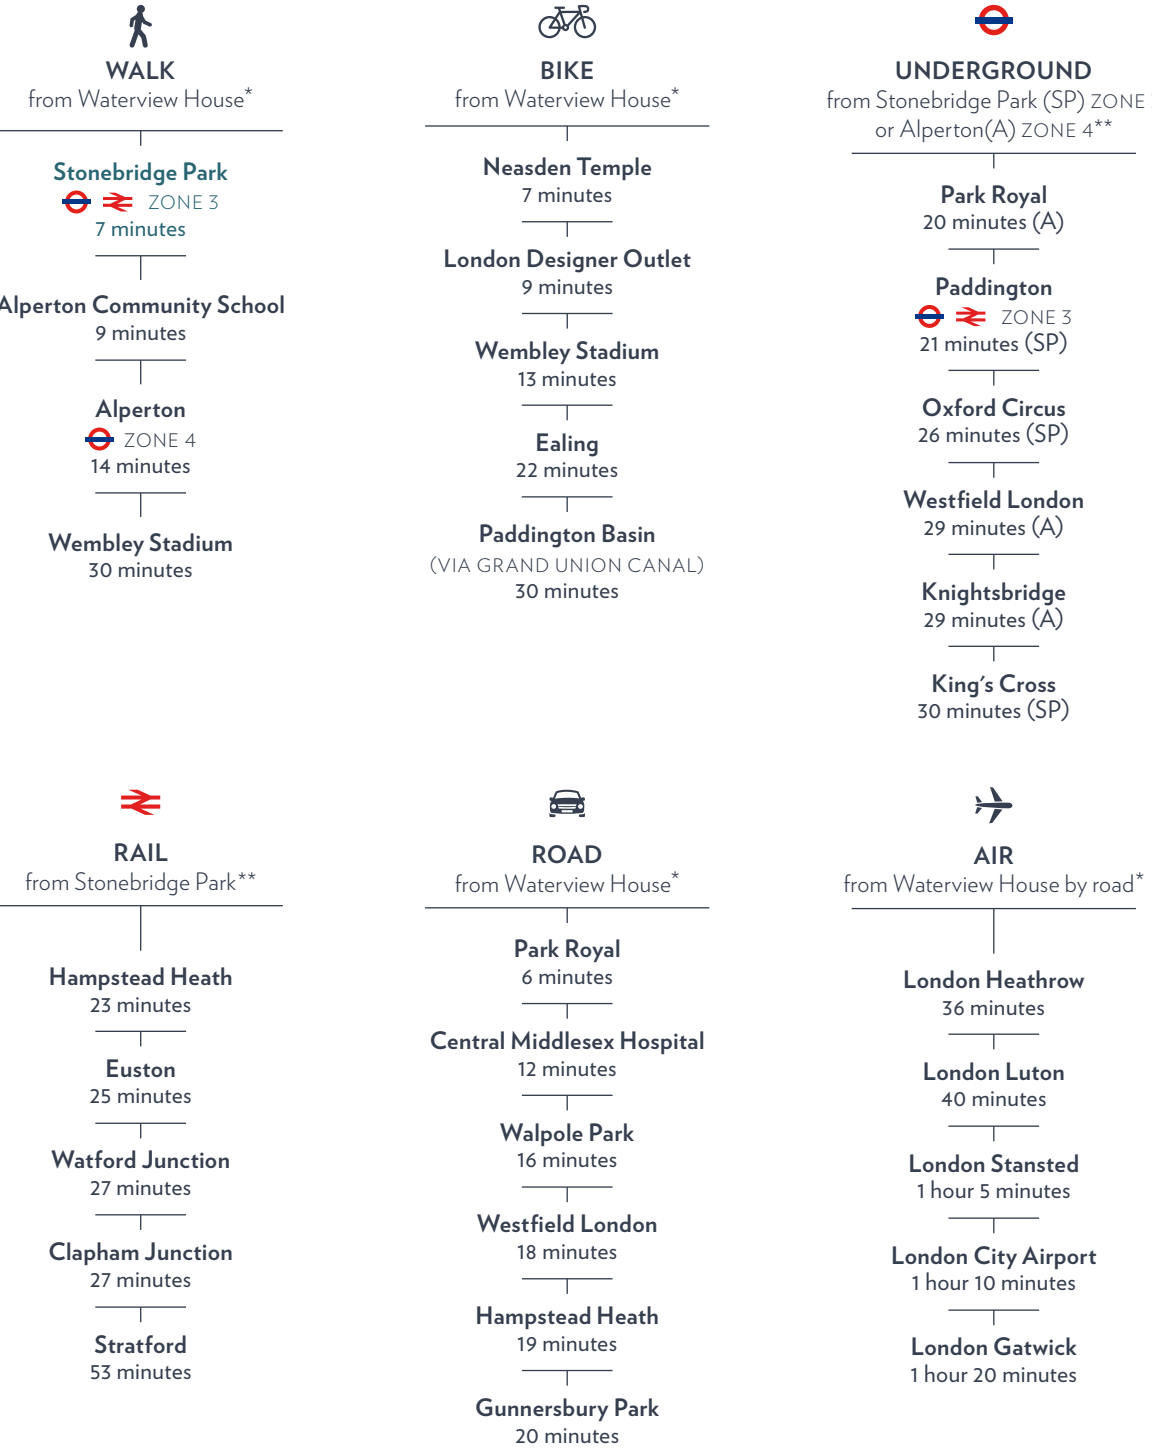 WALK
from Waterview House*
Stonebridge Park
ZONE 3
7 minutes
Alperton Community School
9 minutes
Alperton
ZONE 4
14 minutes
Wembley Stadium
30 minutes
BIKE
from Waterview House*
Neasden Temple
7 minutes
London Designer Outlet
9 minutes
Wembley Stadium
13 minutes
Ealing
22 minutes
Paddington Basin
(VIA GRAND UNION CANAL)
30 minutes
UNDERGROUND
from Stonebridge Park (SP) ZONE
or Alperton(A) ZONE 4**
Park Royal
20 minutes (A)
Paddington
ZONE 3
21 minutes (SP)
Oxford Circus
26 minutes (SP)
Westfield London
29 minutes (A)
Knightsbridge
29 minutes (A)
King's Cross
30 minutes (SP)
RAIL
from Stonebridge Park**
Hampstead Heath
23 minutes
Euston
25 minutes
Watford Junction
27 minutes
Clapham Junction
27 minutes
Stratford
53 minutes
ROAD
from Waterview House*
Park Royal
6 minutes
Central Middlesex Hospital
12 minutes
Walpole Park
16 minutes
Westfield London
18 minutes
Hampstead Heath
19 minutes
Gunnersbury Park
20 minutes
AIR
from Waterview House by road*
London Heathrow
36 minutes
London Luton
40 minutes
London Stansted
1 hour 5 minutes
London City Airport
1 hour 10 minutes
London Gatwick
1 hour 20 minutes